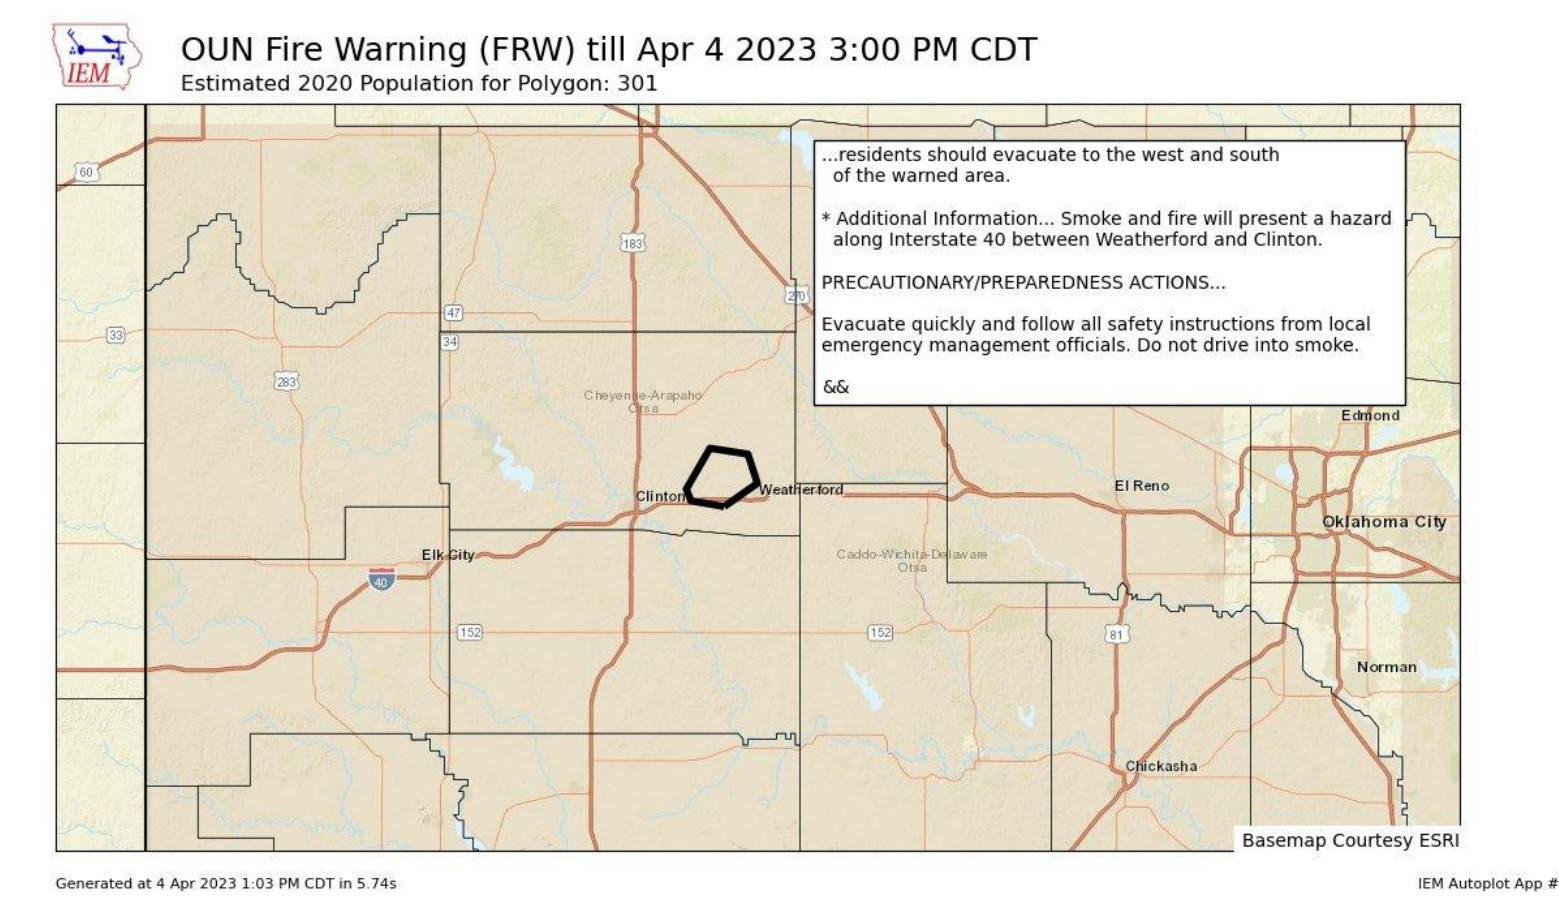 IEM
OUN Fire Warning (FRW) till Apr 4 2023 3:00 PM CDT
Estimated 2020 Population for Polygon: 301
...residents should evacuate to the west and south
of the warned area.
* Additional Information... Smoke and fire will present a hazard
along Interstate 40 between Weatherford and Clinton.
PRECAUTIONARY/PREPAREDNESS ACTIONS...
Evacuate quickly and follow all safety instructions from local
emergency management officials. Do not drive into smoke.
&&
60
183
270
47
33
34
283
Cheyenne-Arapaho
Otsa
Edmond
Clinton
Weatherford
El Reno
Oklahoma City
Elk City
Caddo-Wichita-Delaware
Otsa
40
152
152
81
Norman
Chickasha
Basemap Courtesy ESRI
Generated at 4 Apr 2023 1:03 PM CDT in 5.74s
IEM Autoplot App #